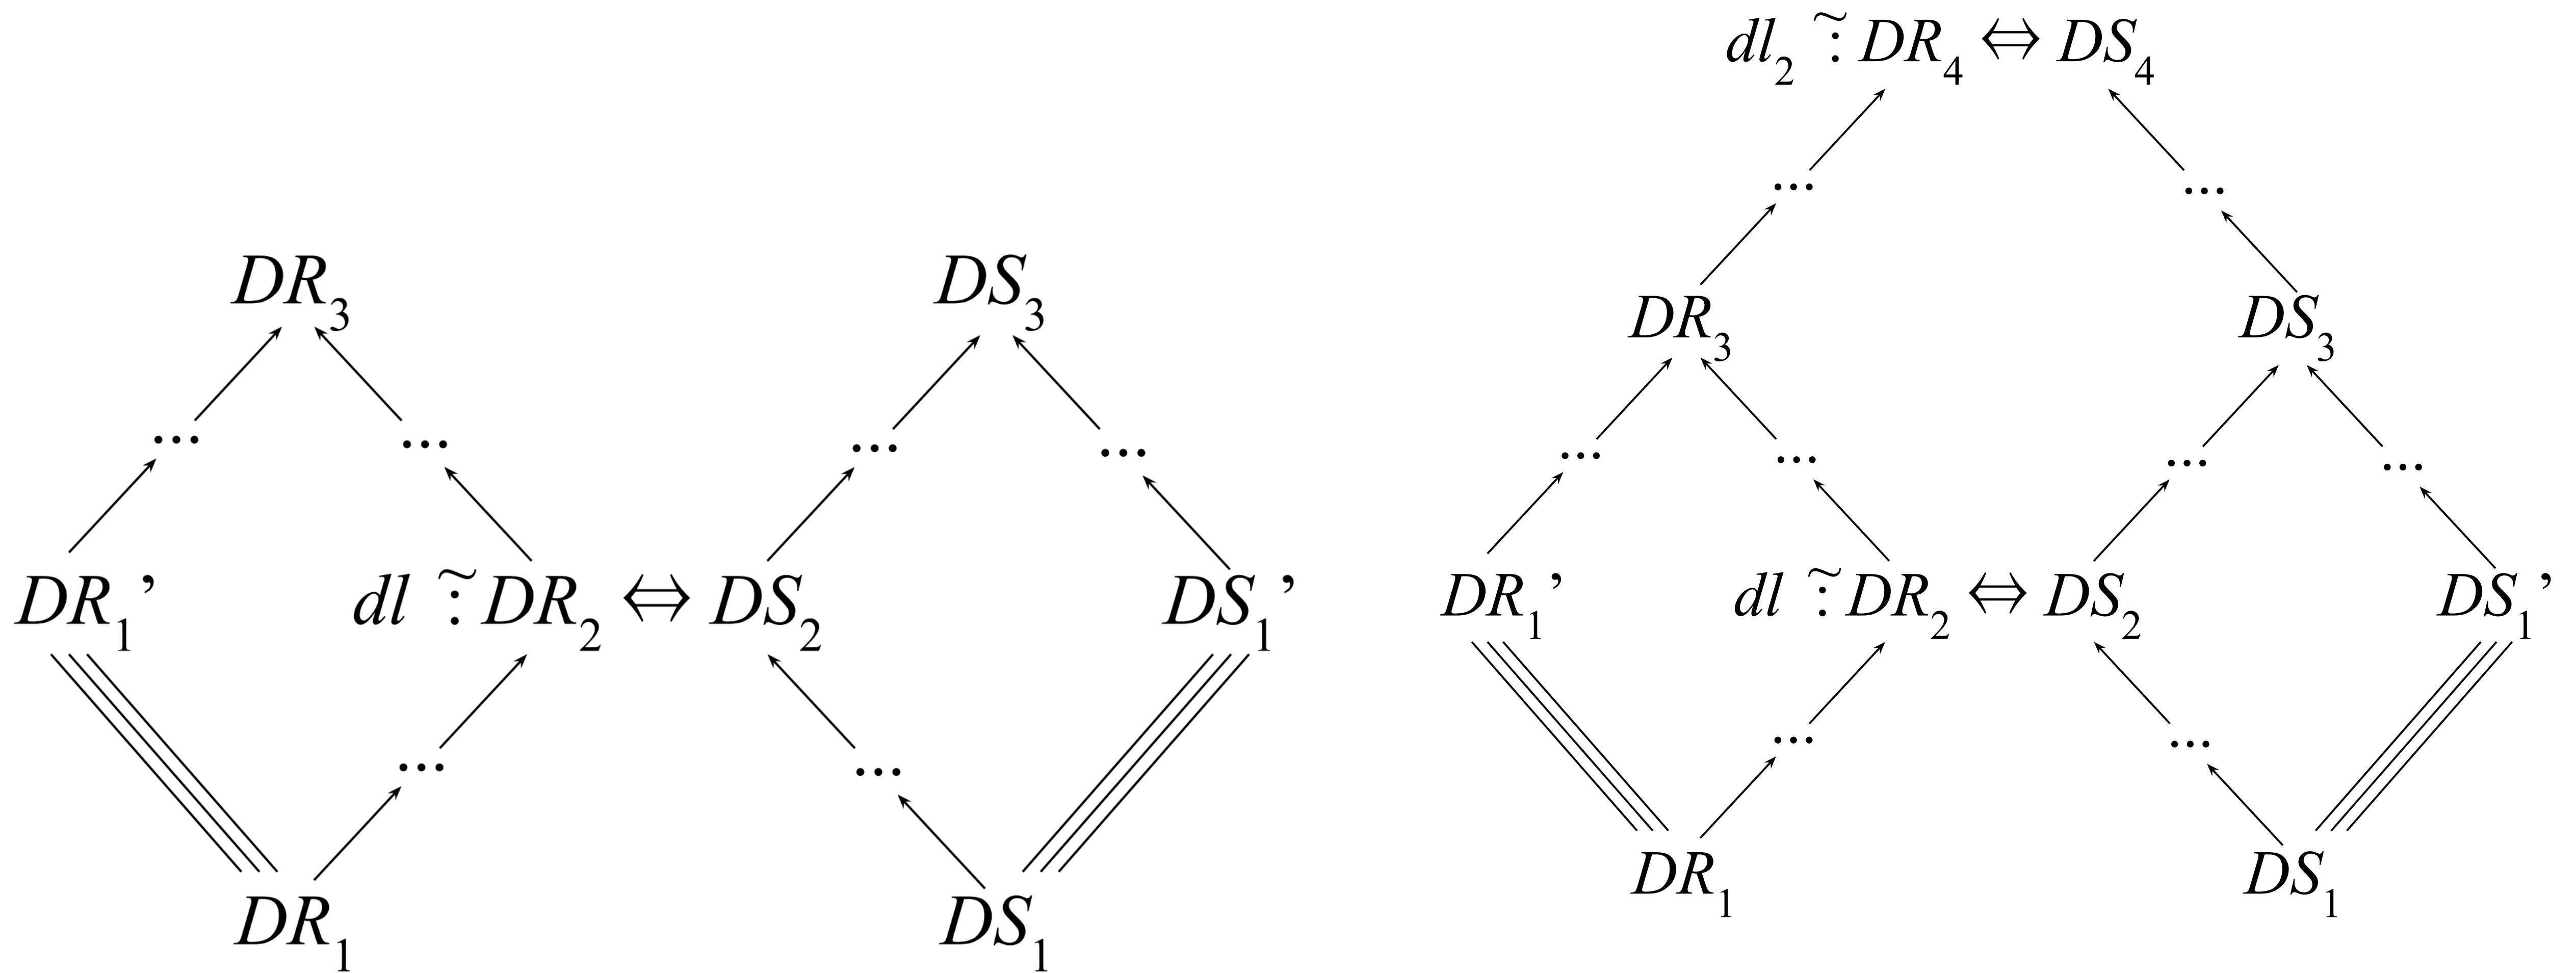 dl₂ ⋮̃ DR₄ ⇔ DS₄
... ...
DR₃ DS₃ DR₃ DS₃
... ... ... ... ... ... ... ...
DR₁’ dl ⋮̃ DR₂ ⇔ DS₂ DS₁’ DR₁’ dl ⋮̃ DR₂ ⇔ DS₂ DS₁’
... ... ... ...
DR₁ DS₁ DR₁ DS₁